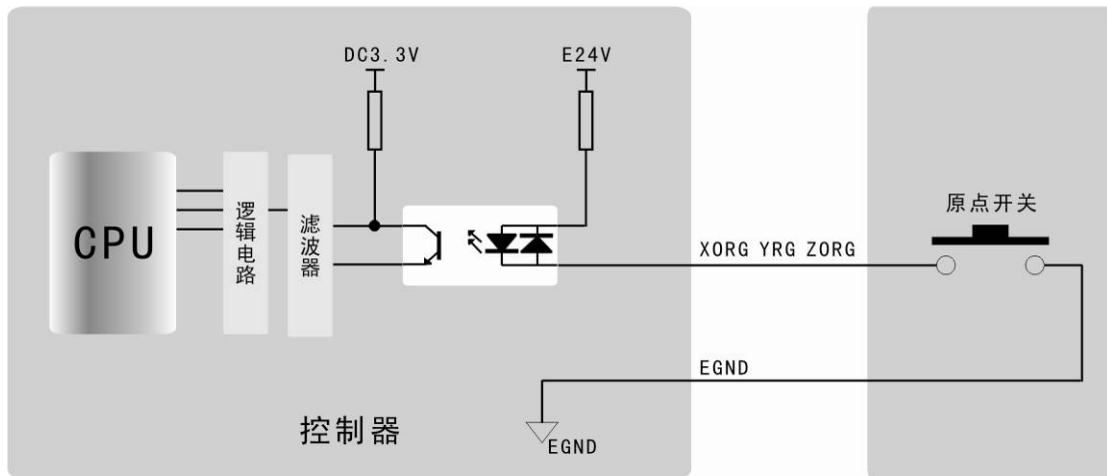 DC3.3V
E24V
CPU
逻辑电路
滤波器
原点开关
XORG YRG ZORG
EGND
控制器
EGND